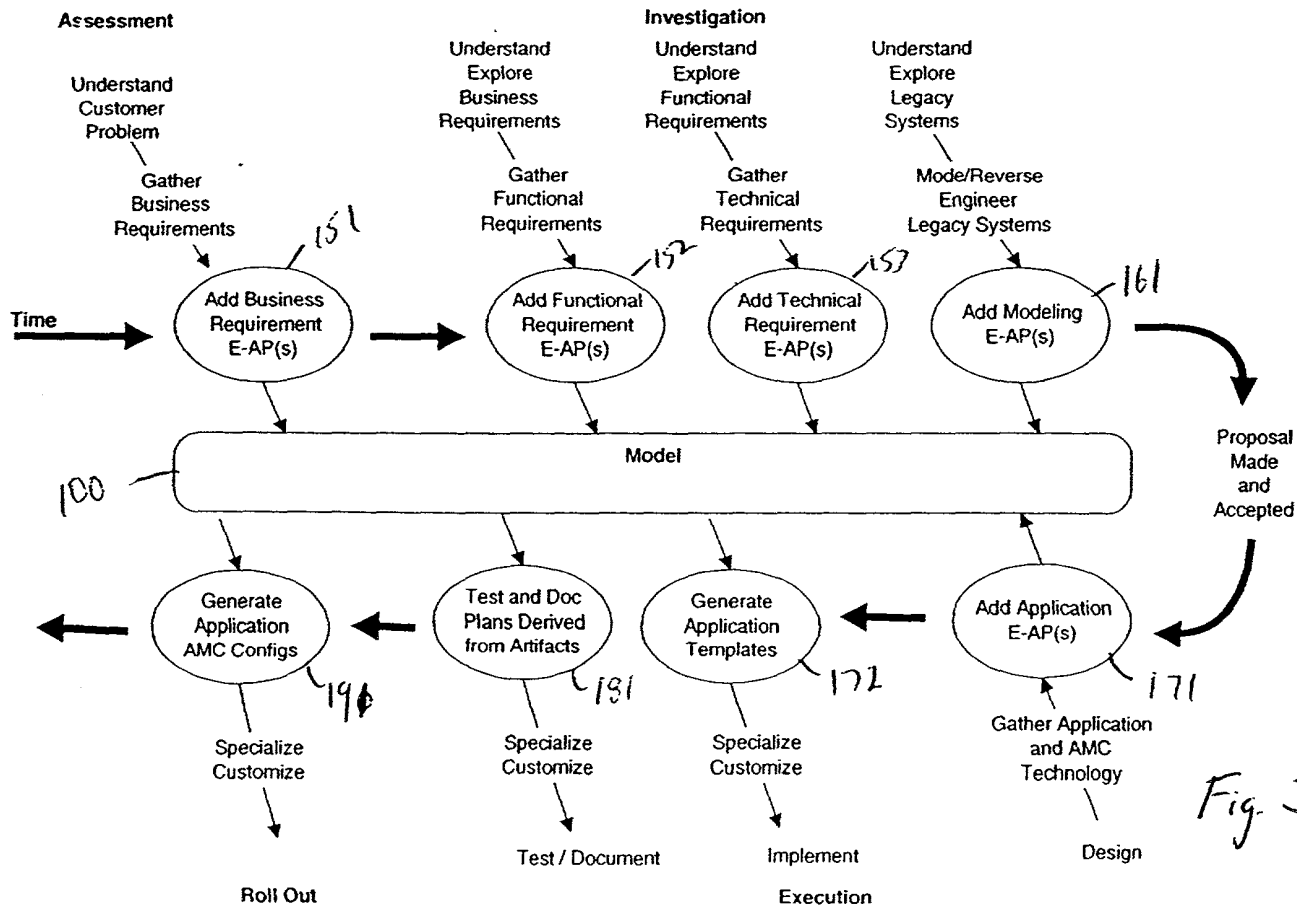 Assessment
Investigation
Understand
Customer
Problem
Gather
Business
Requirements
Understand
Explore
Business
Requirements
Gather
Functional
Requirements
Understand
Explore
Functional
Requirements
Gather
Technical
Requirements
Understand
Explore
Legacy
Systems
Mode/Reverse
Engineer
Legacy Systems
151
152
153
161
Time
Add Business
Requirement
E-AP(s)
Add Functional
Requirement
E-AP(s)
Add Technical
Requirement
E-AP(s)
Add Modeling
E-AP(s)
Model
100
Proposal
Made
and
Accepted
Generate
Application
AMC Configs
Test and Doc
Plans Derived
from Artifacts
Generate
Application
Templates
Add Application
E-AP(s)
181
172
171
Specialize
Customize
Specialize
Customize
Specialize
Customize
Gather Application
and AMC
Technology
Fig.
Test / Document
Implement
Design
Roll Out
Execution